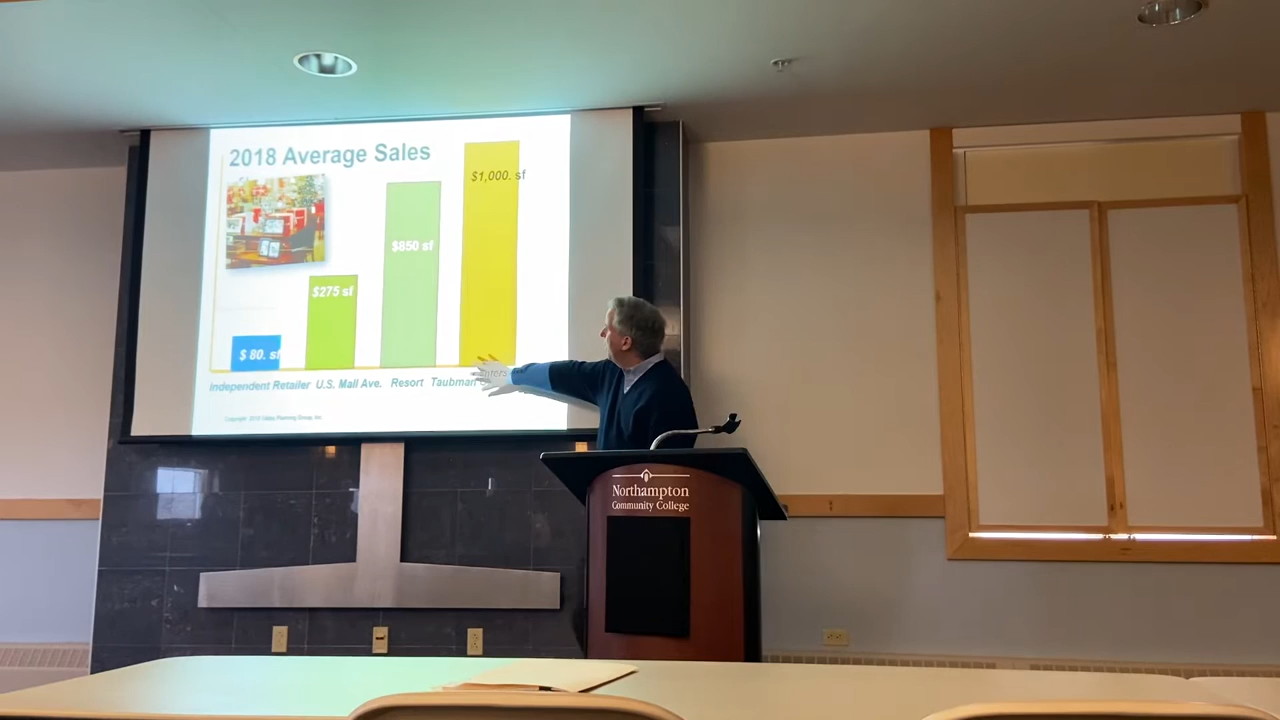 2018 Average Sales
$1,000. sf
$850 sf
$275 sf
$ 80. sf
Independent Retailer U.S. Mall Ave. Resort Taubman
Northampton
Community College